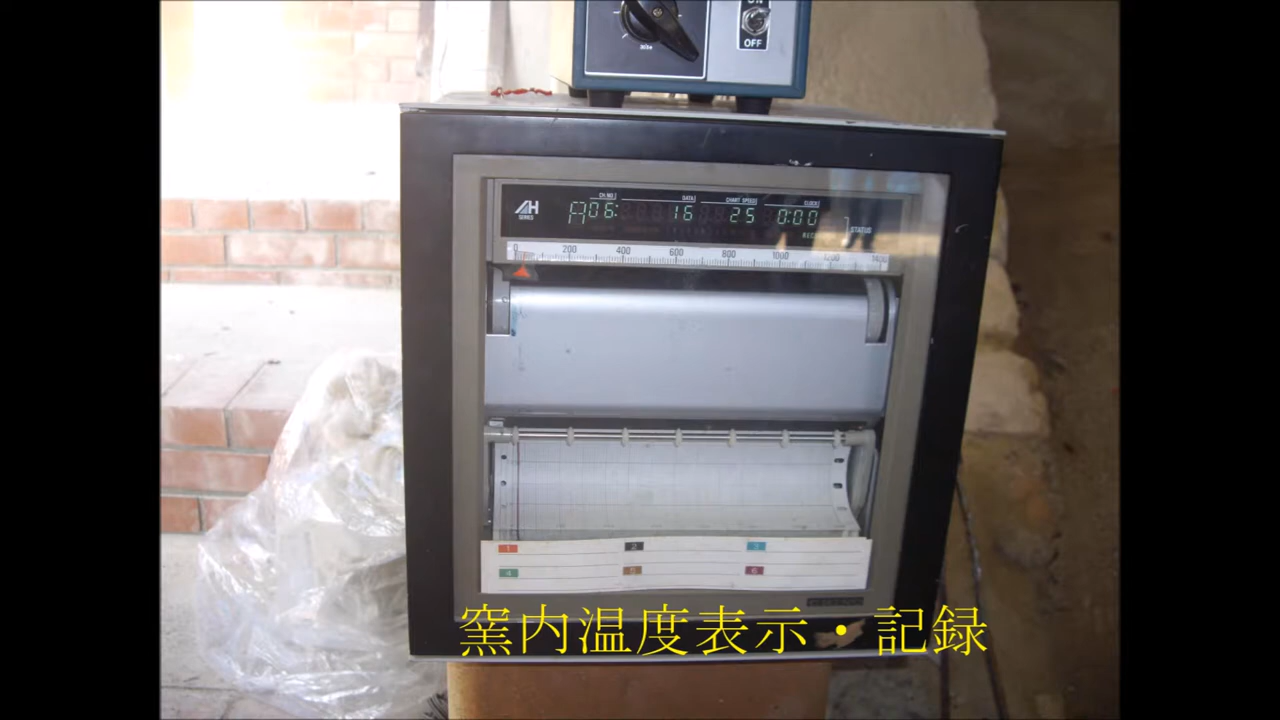 ON
OFF
AH
SERIES
CH.NO. DATA CHART SPEED CLOCK
A06: 16 25 0:00
STATUS
0 200 400 600 800 1000 1200 1400
1 2 3
4 5 6
窯内温度表示・記録